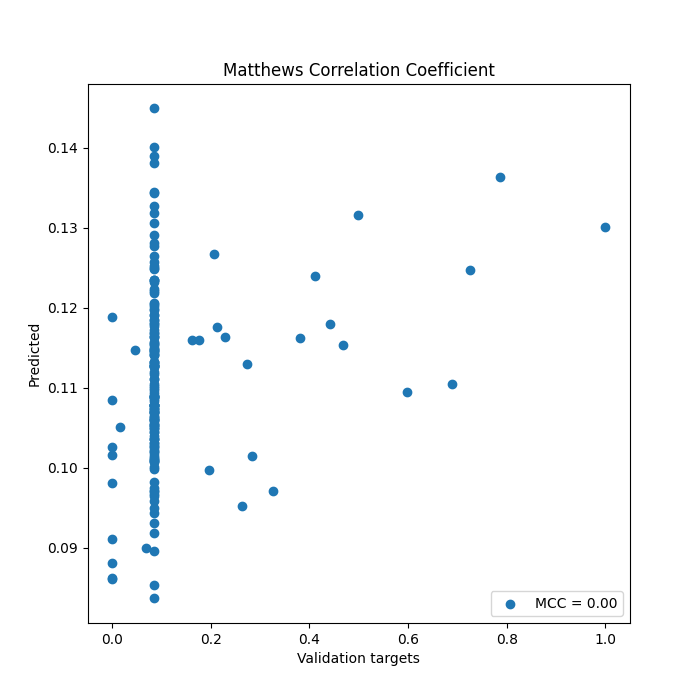 Matthews Correlation Coefficient
0.14
0.13
0.12
0.11
0.10
0.09
Predicted
MCC = 0.00
0.0 0.2 0.4 0.6 0.8 1.0
Validation targets